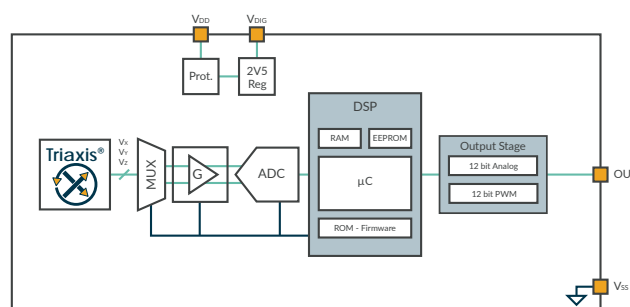 VDD VDIG
Prot.
2V5
Reg
DSP
RAM EEPROM
Triaxis®
VX
VY
VZ
MUX
G
ADC
µC
ROM - Firmware
Output Stage
12 bit Analog
12 bit PWM
OU
VSS